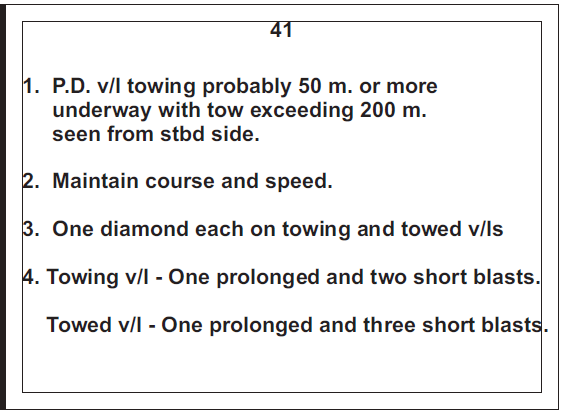 41
1. P.D. v/l towing probably 50 m. or more
underway with tow exceeding 200 m.
seen from stbd side.
2. Maintain course and speed.
3. One diamond each on towing and towed v/ls
4. Towing v/l - One prolonged and two short blasts.
Towed v/l - One prolonged and three short blasts.